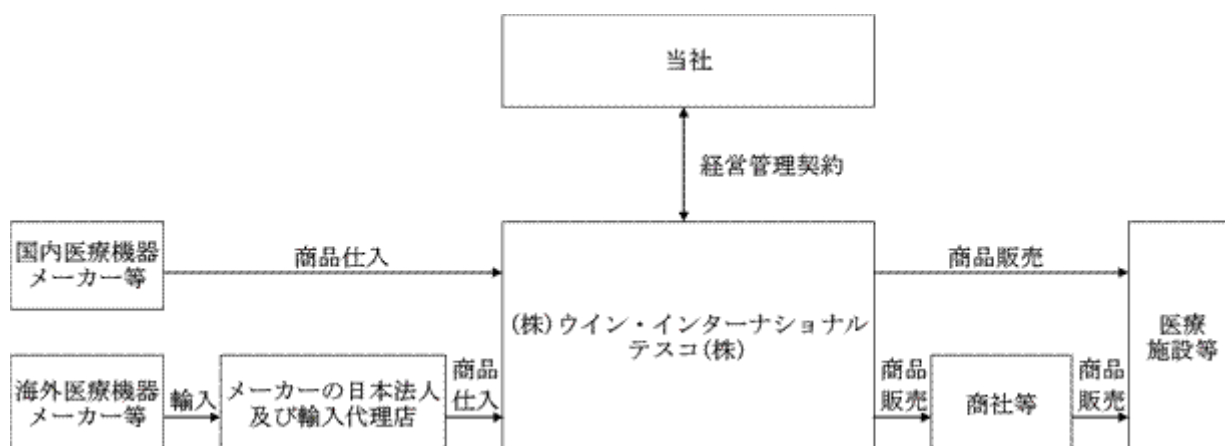 当社
経営管理契約
国内医療機器
メーカー等
商品仕入
(株)ウイン・インターナショナル
テスコ(株)
商品販売
医療
施設等
海外医療機器
メーカー等
輸入
メーカーの日本法人
及び輸入代理店
商品
仕入
商品
販売
商社等
商品
販売